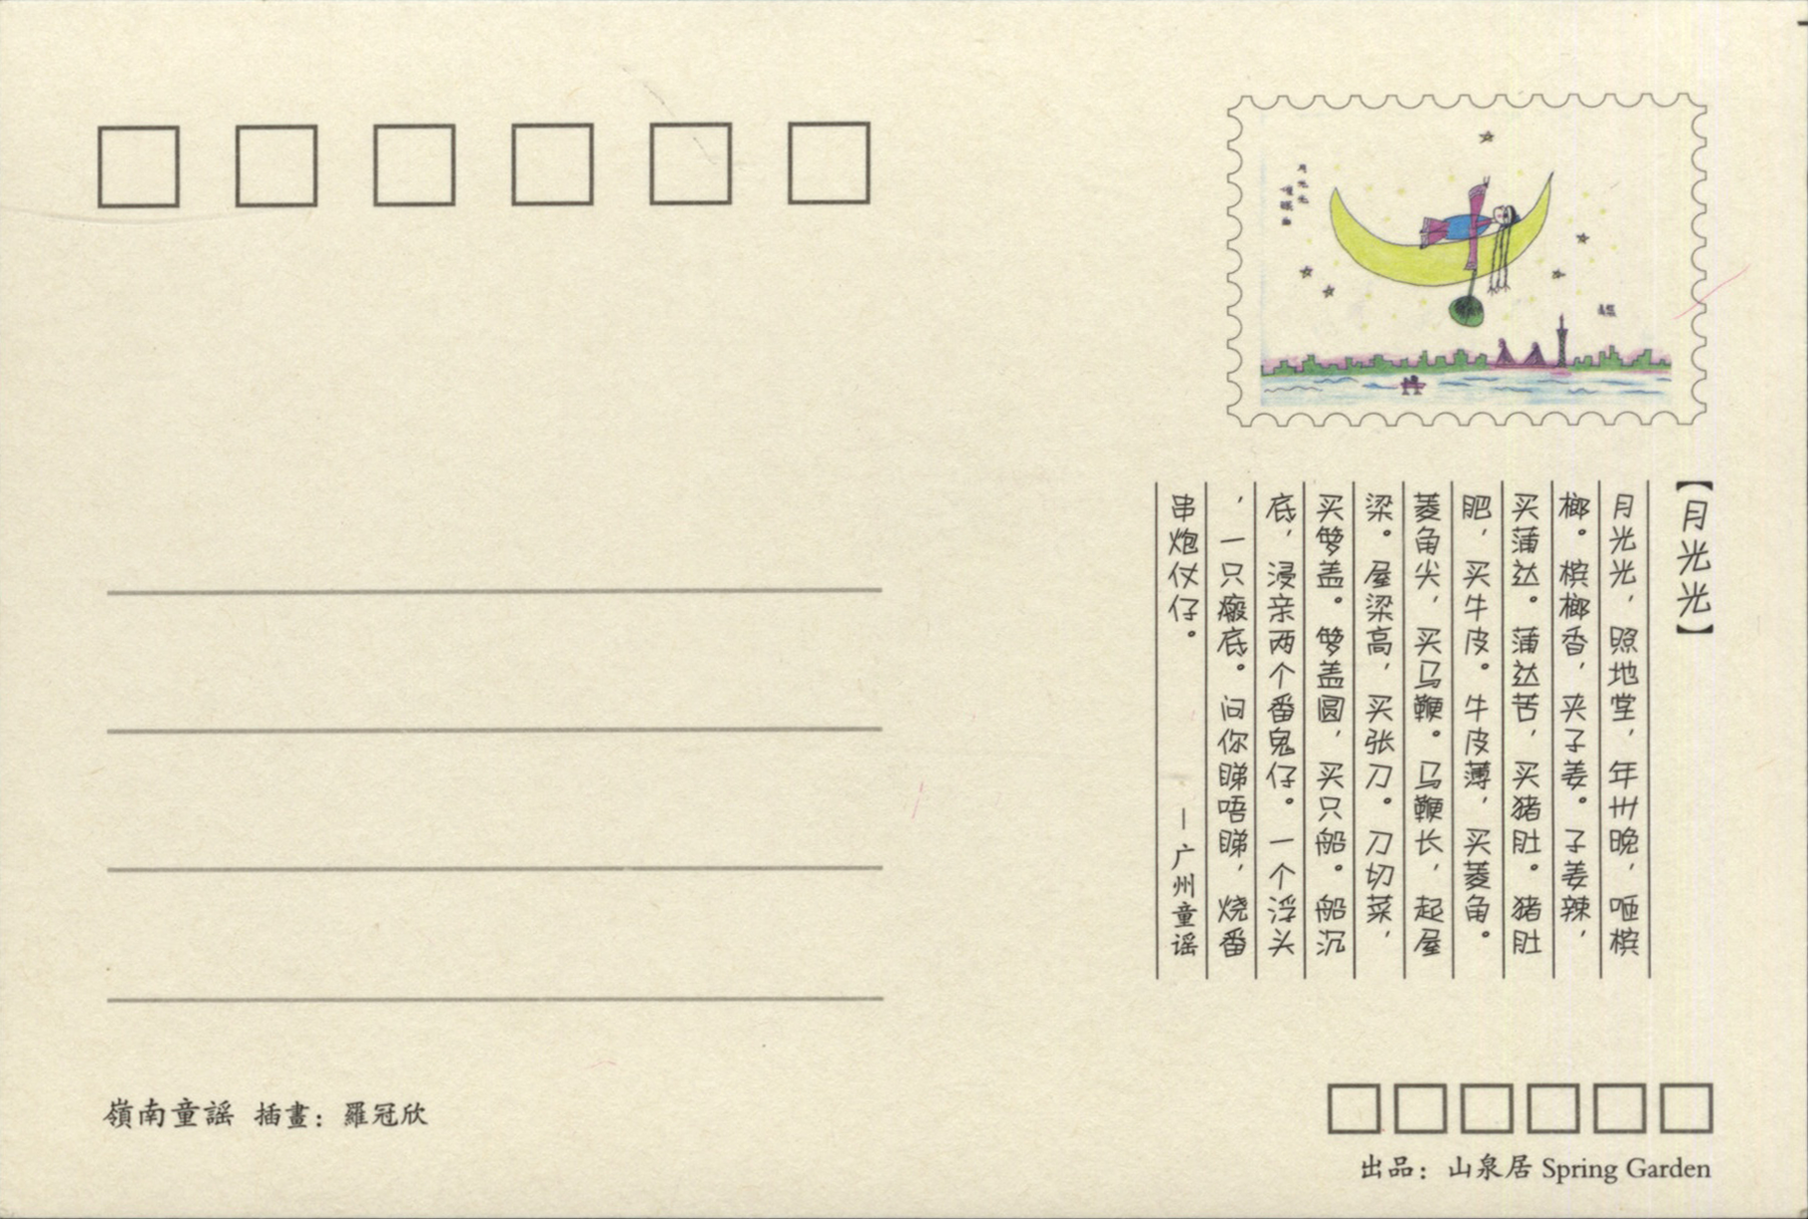 【月光光】
月光光，照地堂，年卅晚，咂槟
榔。槟榔香，夹子姜。子姜辣，
买蒲达。蒲达苦，买猪肚。猪肚
肥，买牛皮。牛皮薄，买菱角。
菱角尖，买马鞭。马鞭长，起屋
梁。屋梁高，买张刀。刀切菜，
买箩盖。箩盖圆，买只船。船沉
底，浸亲两个番鬼仔。一个浮头
，一只底。问你睇唔睇，烧番
串炮仗仔。 —广州童谣
嶺南童謠 插畫：羅冠欣
出品：山泉居 Spring Garden